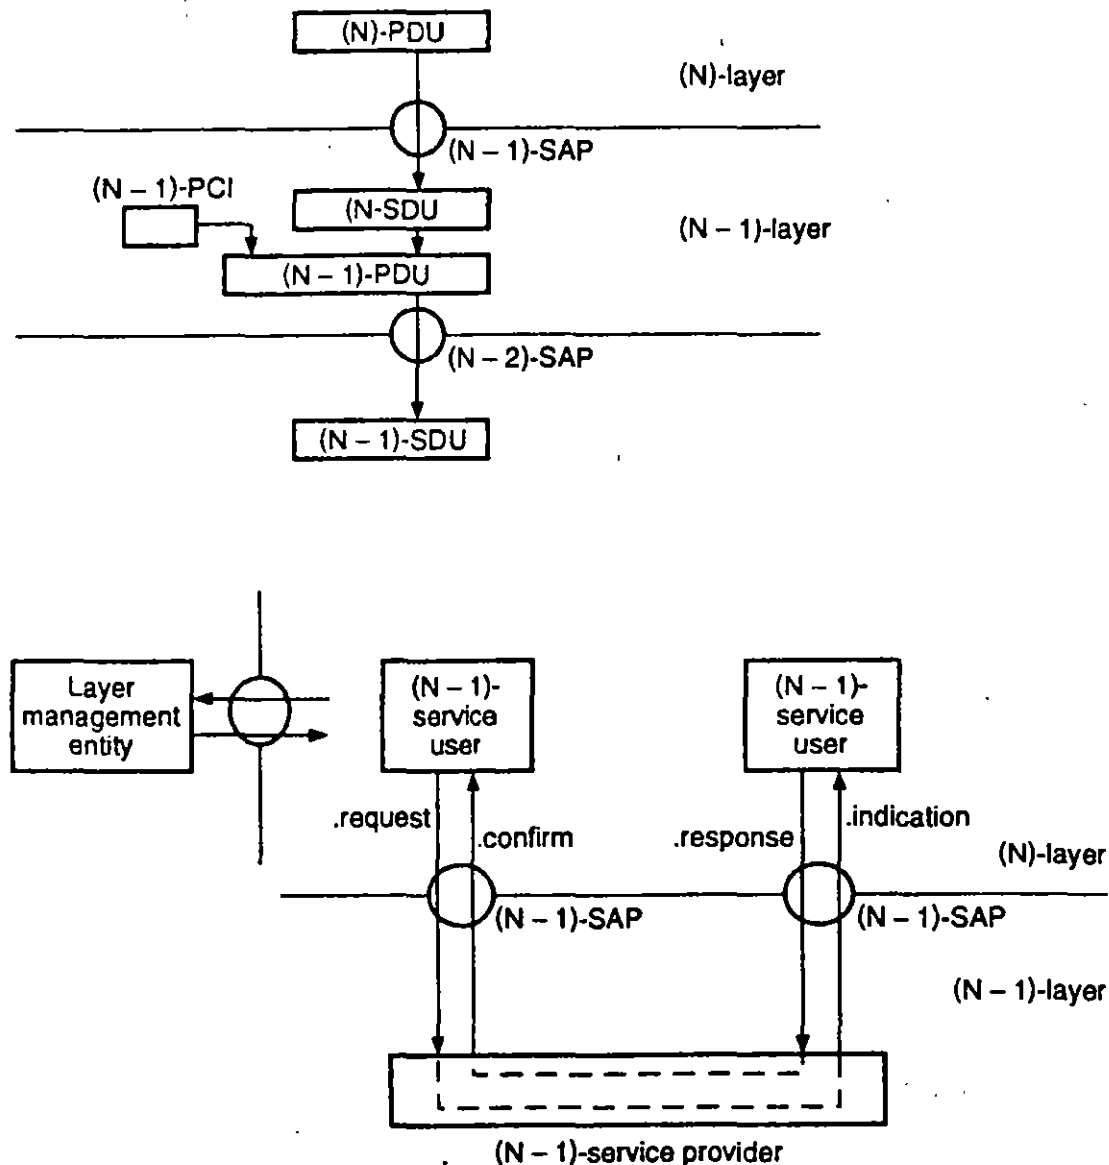 (N)-PDU
(N)-layer
(N – 1)-SAP
(N – 1)-PCI
(N-SDU
(N – 1)-layer
(N – 1)-PDU
(N – 2)-SAP
(N – 1)-SDU
Layer
management
entity
(N – 1)-
service
user
(N – 1)-
service
user
.request
.confirm
.response
.indication
(N)-layer
(N – 1)-SAP
(N – 1)-SAP
(N – 1)-layer
(N – 1)-service provider